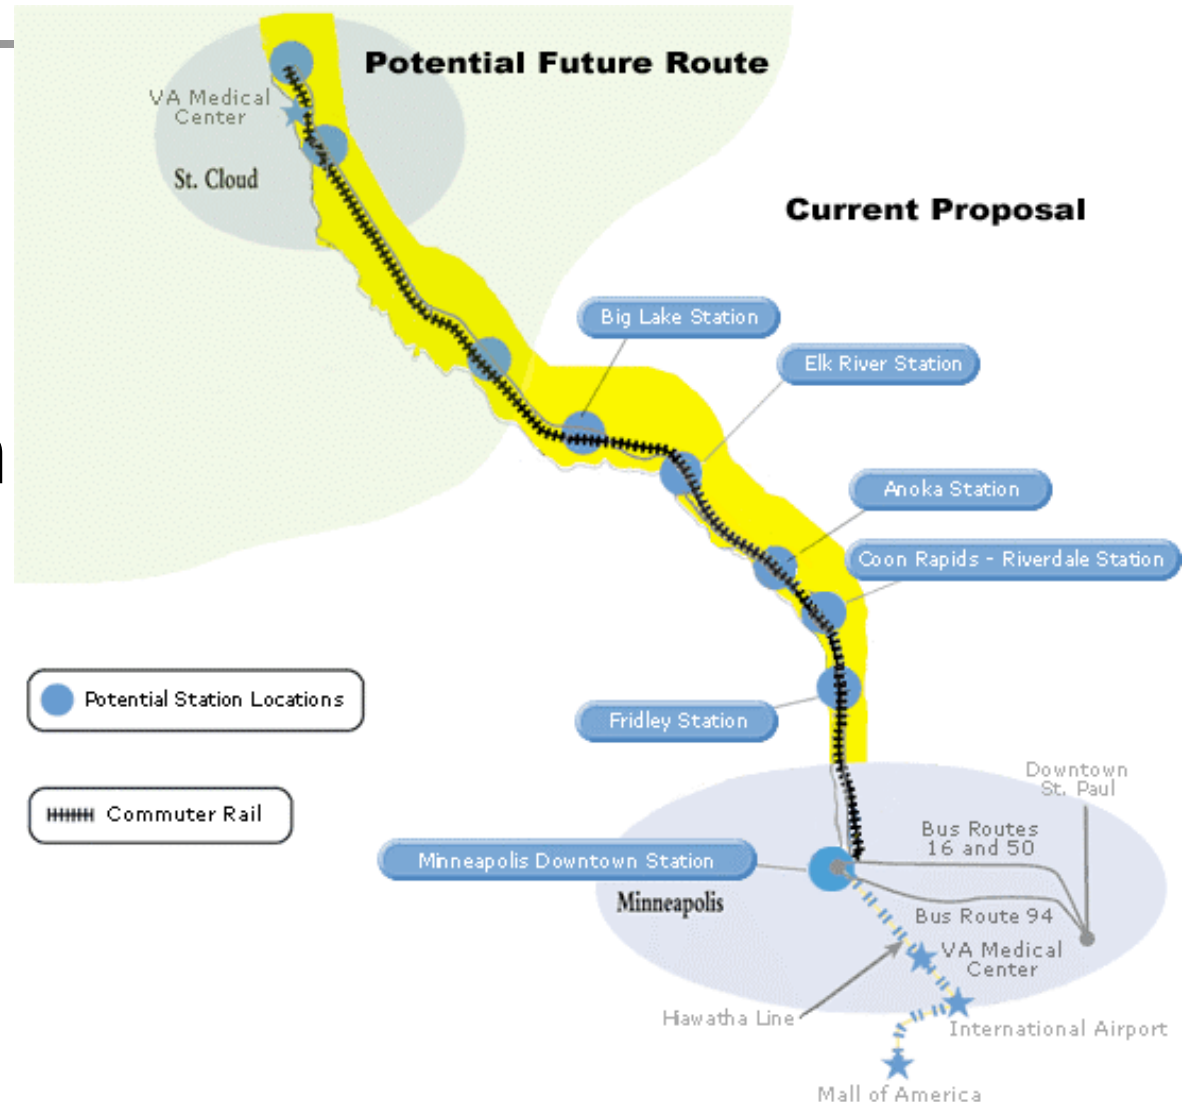 Potential Future Route
VA Medical
Center
St. Cloud
Current Proposal
Big Lake Station
Elk River Station
Anoka Station
Coon Rapids - Riverdale Station
Potential Station Locations
Fridley Station
Downtown
St. Paul
Commuter Rail
Bus Routes
16 and 50
Minneapolis Downtown Station
Minneapolis
Bus Route 94
VA Medical
Center
Hiawatha Line
International Airport
Mall of America